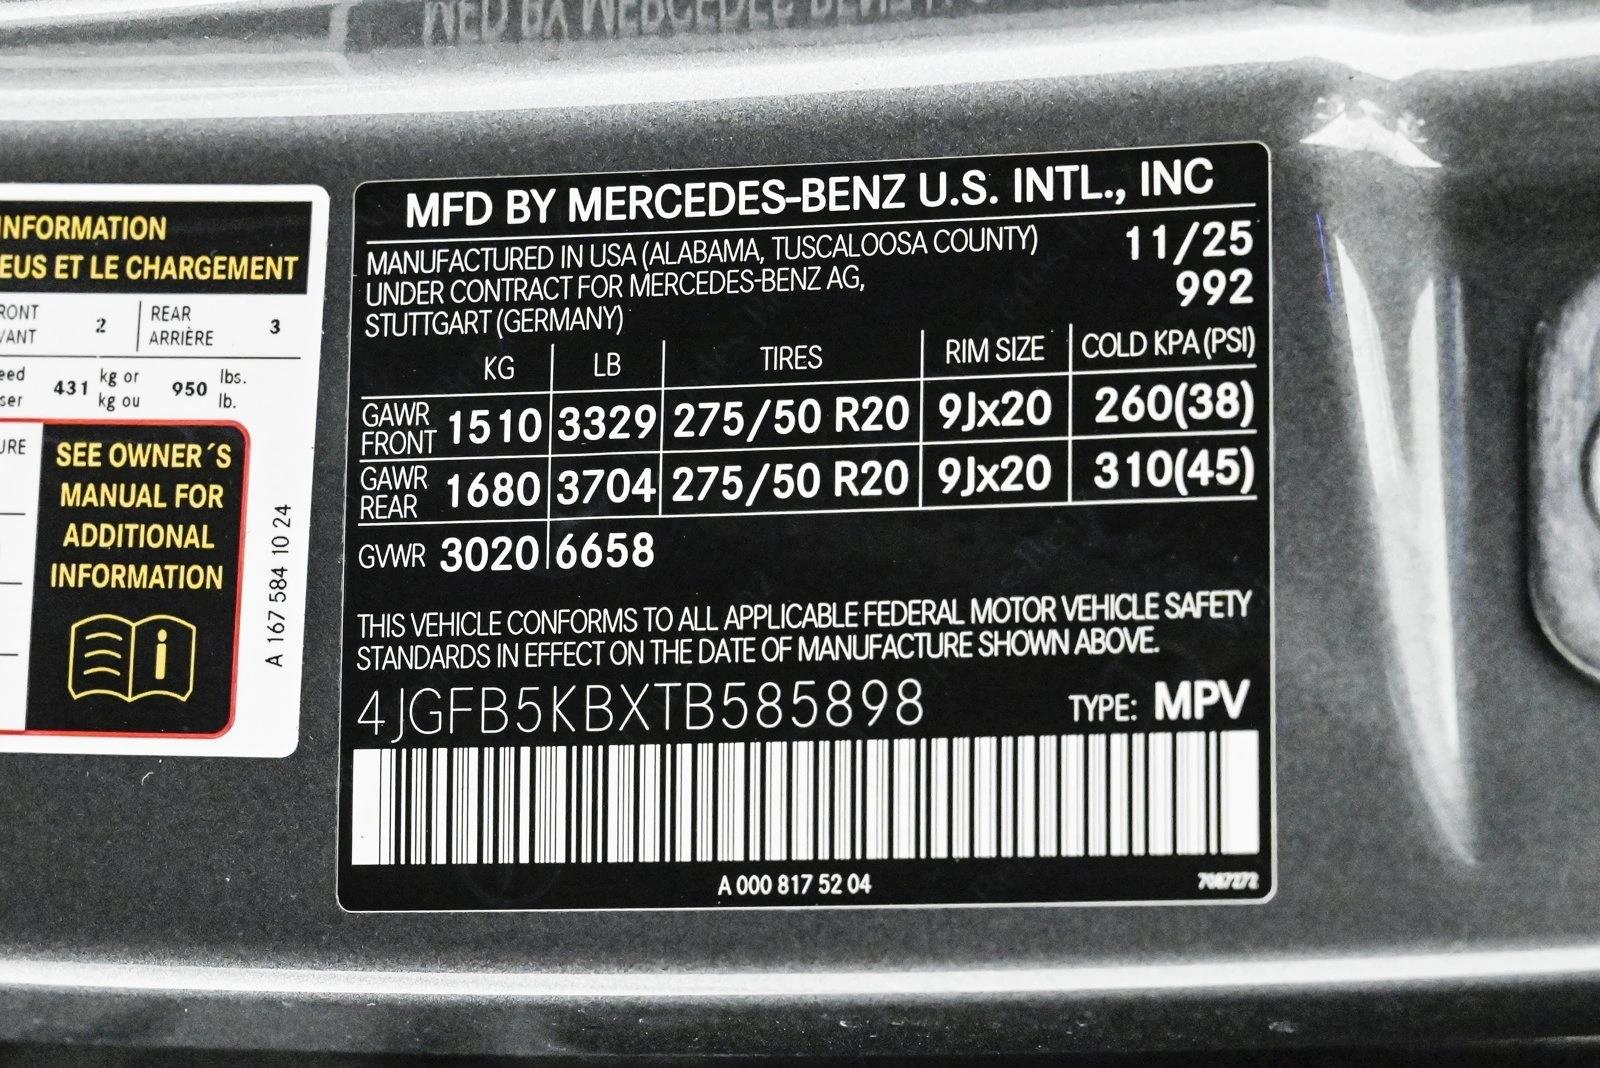 INFORMATION
EUS ET LE CHARGEMENT
2
REAR
ARRIÈRE
3
431
kg or
kg ou
950
lbs.
lb.
SEE OWNER´S
MANUAL FOR
ADDITIONAL
INFORMATION
A 167 584 10 24
MFD BY MERCEDES-BENZ U.S. INTL., INC
MANUFACTURED IN USA (ALABAMA, TUSCALOOSA COUNTY) 11/25
UNDER CONTRACT FOR MERCEDES-BENZ AG, 992
STUTTGART (GERMANY)
KG LB TIRES RIM SIZE COLD KPA (PSI)
GAWR FRONT 1510 3329 275/50 R20 9Jx20 260(38)
GAWR REAR 1680 3704 275/50 R20 9Jx20 310(45)
GVWR 3020 6658
THIS VEHICLE CONFORMS TO ALL APPLICABLE FEDERAL MOTOR VEHICLE SAFETY
STANDARDS IN EFFECT ON THE DATE OF MANUFACTURE SHOWN ABOVE.
4JGFB5KBXTB585898 TYPE: MPV
A 000 817 52 04